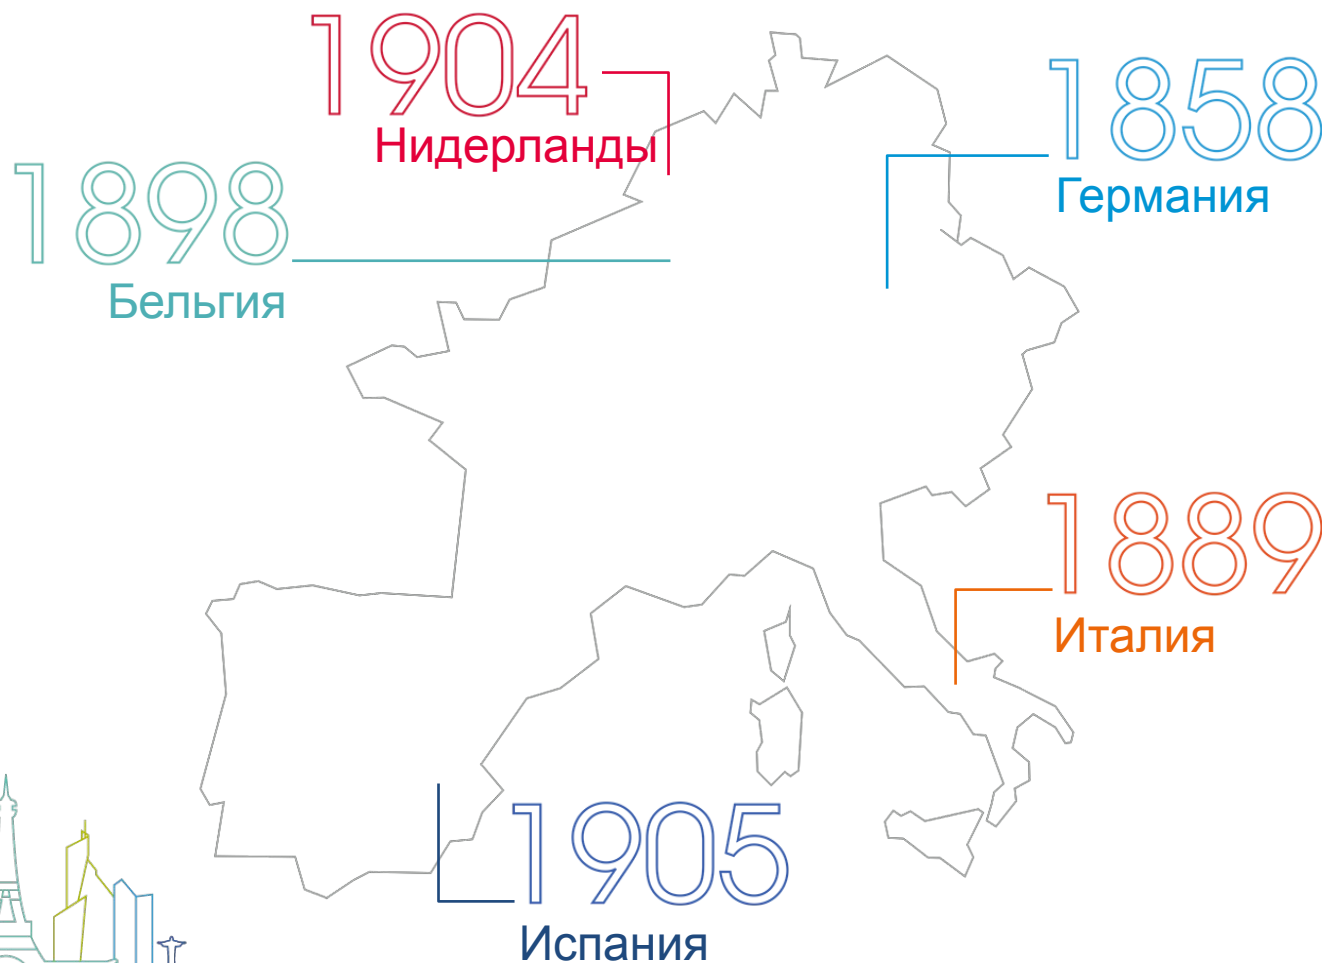 1904
Нидерланды
1858
Германия
1898
Бельгия
1889
Италия
1905
Испания